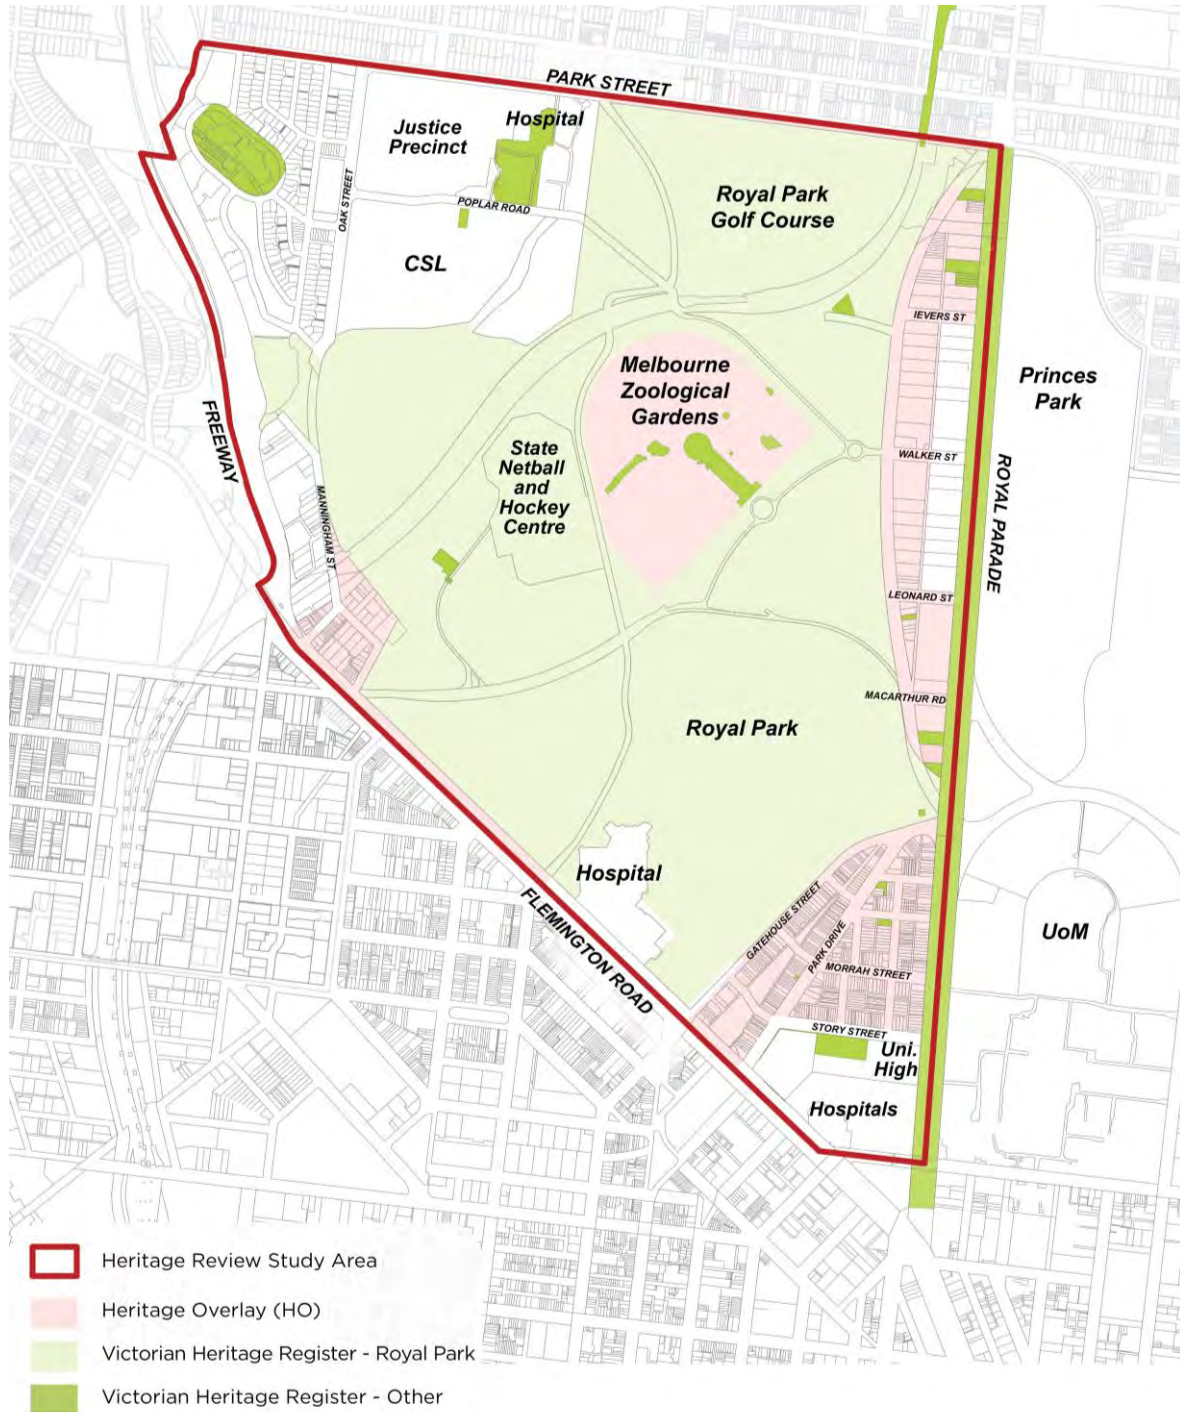 PARK STREET
Hospital
Justice
Precinct
Royal Park
Golf Course
OAK STREET
POPLAR ROAD
CSL
IEVERS ST
Melbourne
Zoological
Gardens
Princes
Park
FREEWAY
State
Netball
and
Hockey
Centre
WALKER ST
ROYAL PARADE
MANNINGHAM ST
LEONARD ST
MACARTHUR RD
Royal Park
Hospital
FLEMINGTON ROAD
GATEHOUSE STREET
PARK DRIVE
UoM
MORRAH STREET
STORY STREET
Uni.
High
Hospitals
Heritage Review Study Area
Heritage Overlay (HO)
Victorian Heritage Register - Royal Park
Victorian Heritage Register - Other